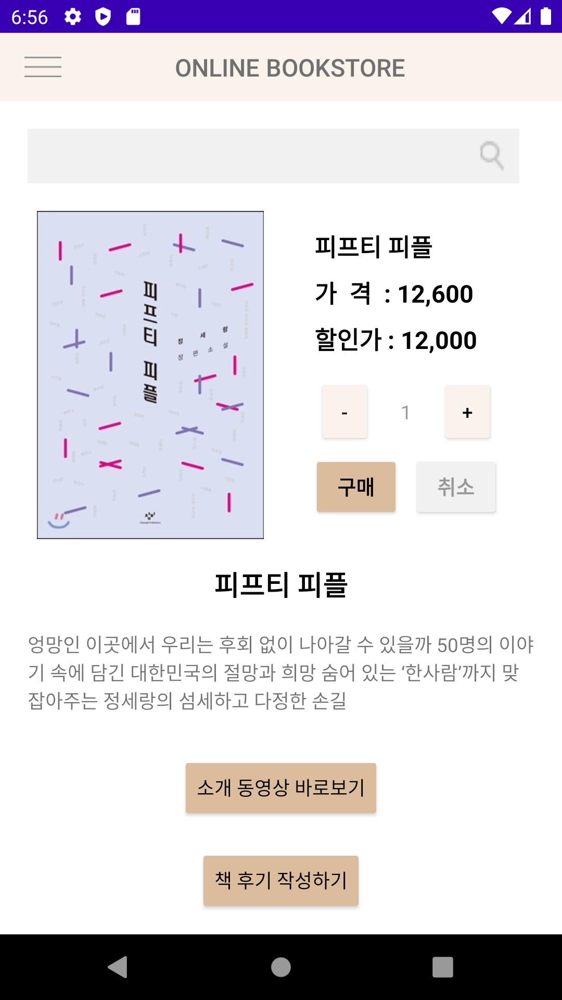 6:56
ONLINE BOOKSTORE
피프티 피플
정세랑
장편소설
창비
Changbi Publishers
피프티 피플
가 격 : 12,600
할인가 : 12,000
- 1 +
구매 취소
피프티 피플
엉망인 이곳에서 우리는 후회 없이 나아갈 수 있을까 50명의 이야
기 속에 담긴 대한민국의 절망과 희망 숨어 있는 ‘한사람’까지 맞
잡아주는 정세랑의 섬세하고 다정한 손길
소개 동영상 바로보기
책 후기 작성하기